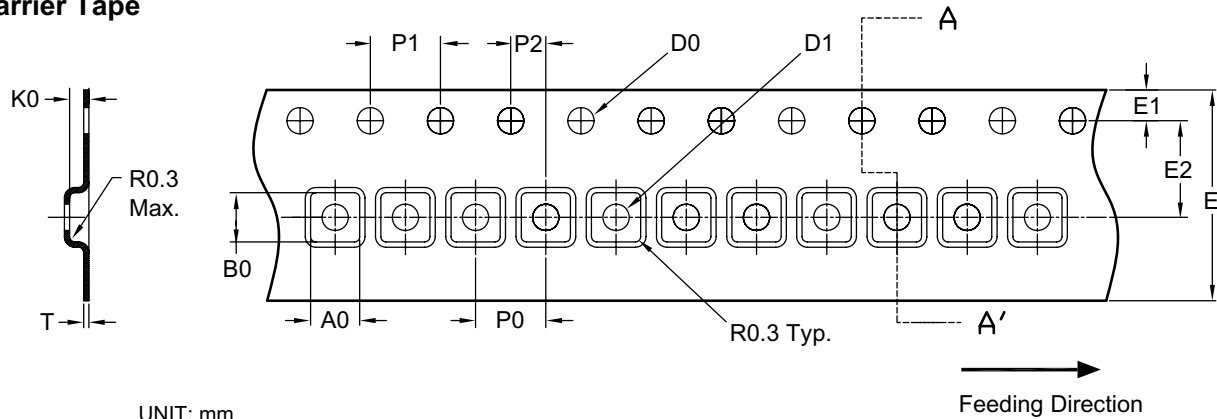 arrier Tape
P1
P2
D0
D1
A
K0
E1
R0.3
Max.
E2
E
B0
T
A0
P0
R0.3 Typ.
A'
Feeding Direction
UNIT: mm